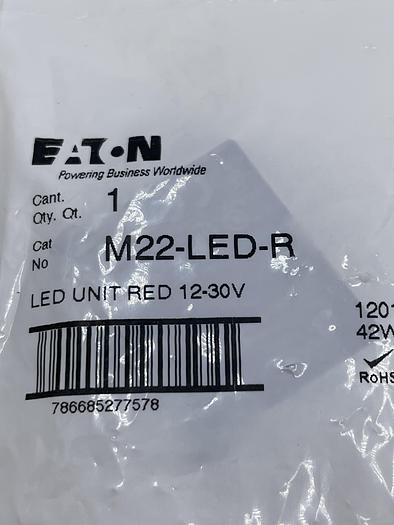 EATON
Powering Business Worldwide
Cant. 1
Qty. Qt.
Cat M22-LED-R
No
LED UNIT RED 12-30V
1201
42W
RoHS
786685277578